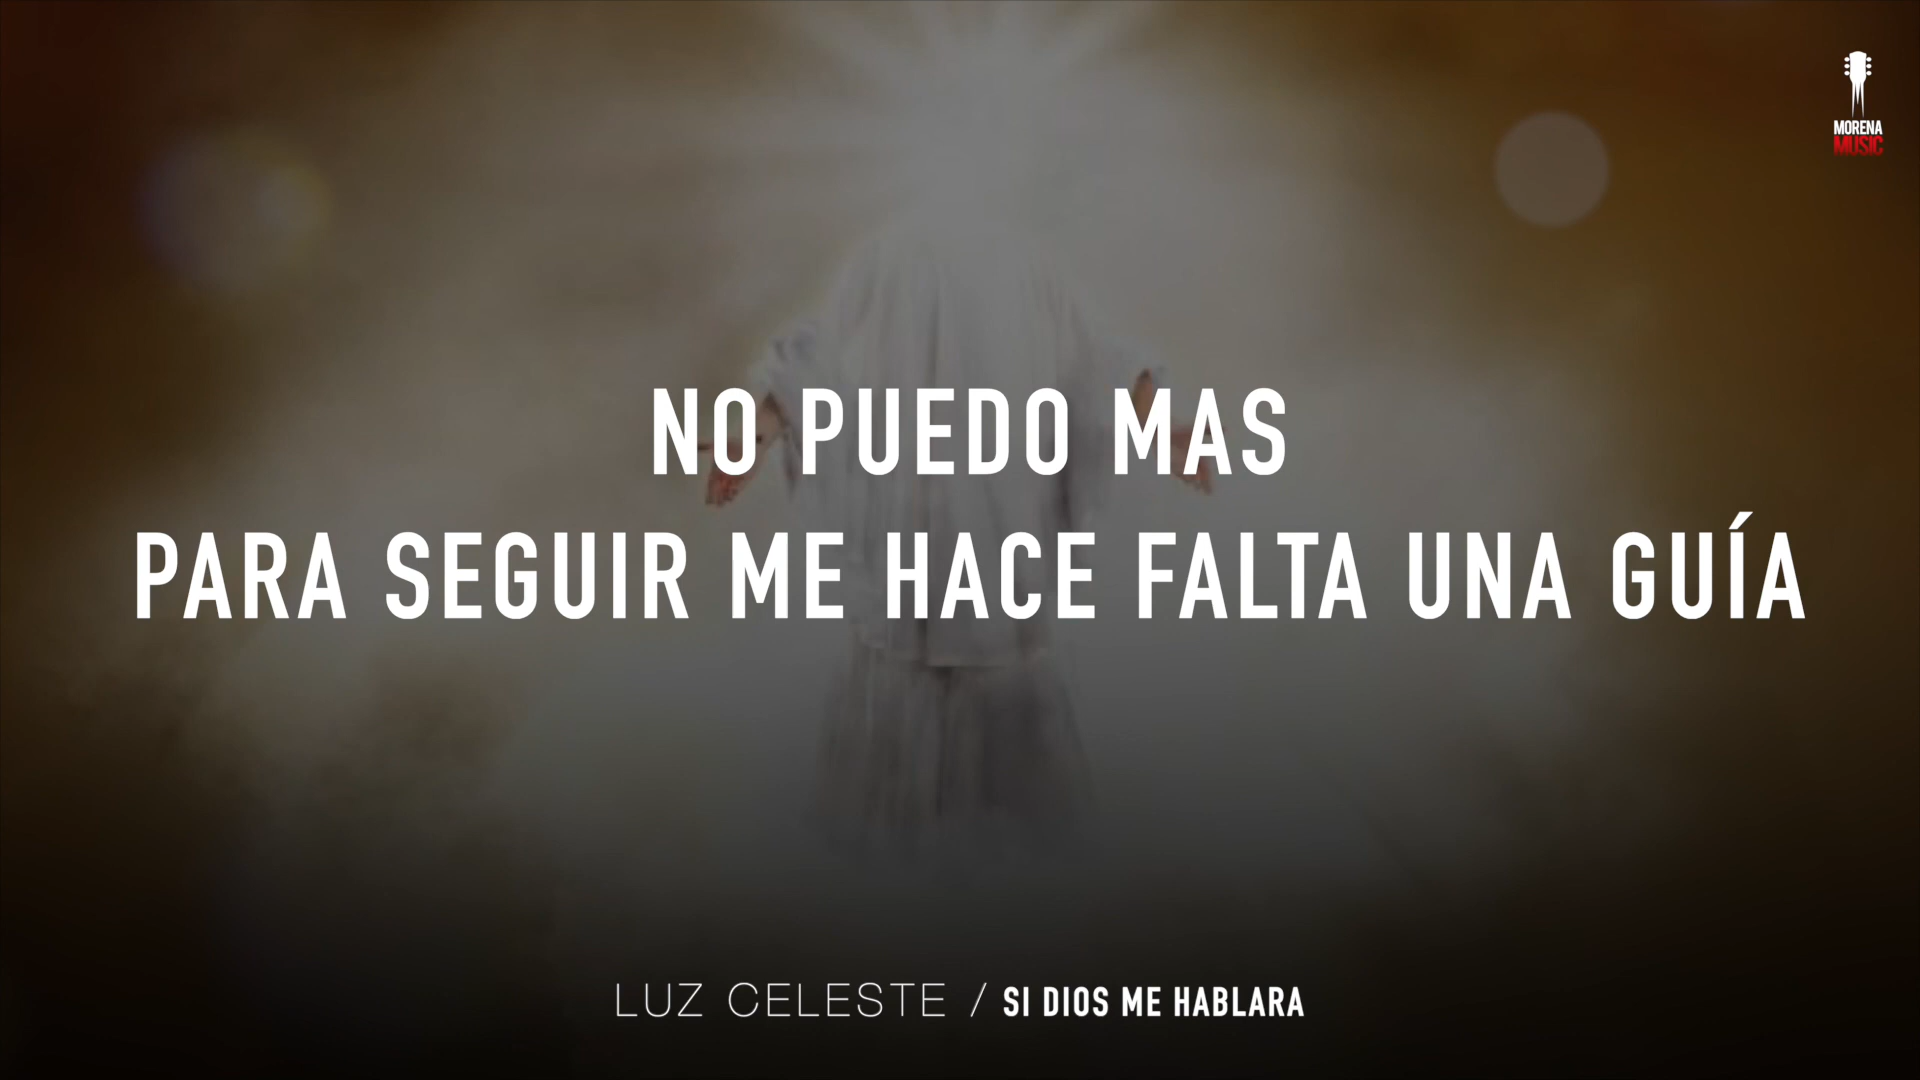 MORENA
MUSIC
NO PUEDO MAS
PARA SEGUIR ME HACE FALTA UNA GUÍA
LUZ CELESTE / SI DIOS ME HABLARA